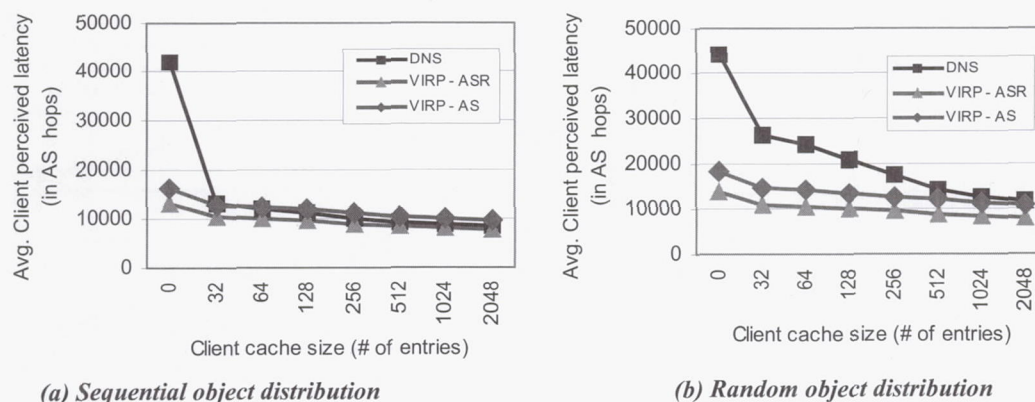 Avg. Client perceived latency
(in AS hops)
50000
40000
30000
20000
10000
0
DNS
VIRP - ASR
VIRP - AS
0
32
64
128
256
512
1024
2048
Client cache size (# of entries)
(a) Sequential object distribution
Avg. Client perceived latency
(in AS hops)
50000
40000
30000
20000
10000
0
DNS
VIRP - ASR
VIRP - AS
0
32
64
128
256
512
1024
2048
Client cache size (# of entries)
(b) Random object distribution